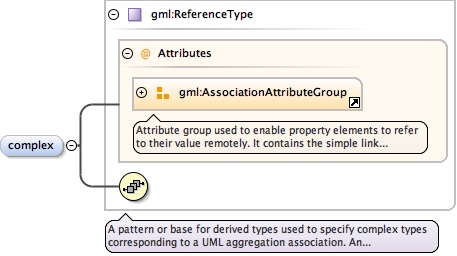 gml:ReferenceType
@ Attributes
gml:AssociationAttributeGroup
Attribute group used to enable property elements to refer
to their value remotely. It contains the simple link...
complex
A pattern or base for derived types used to specify complex types
corresponding to a UML aggregation association. An...